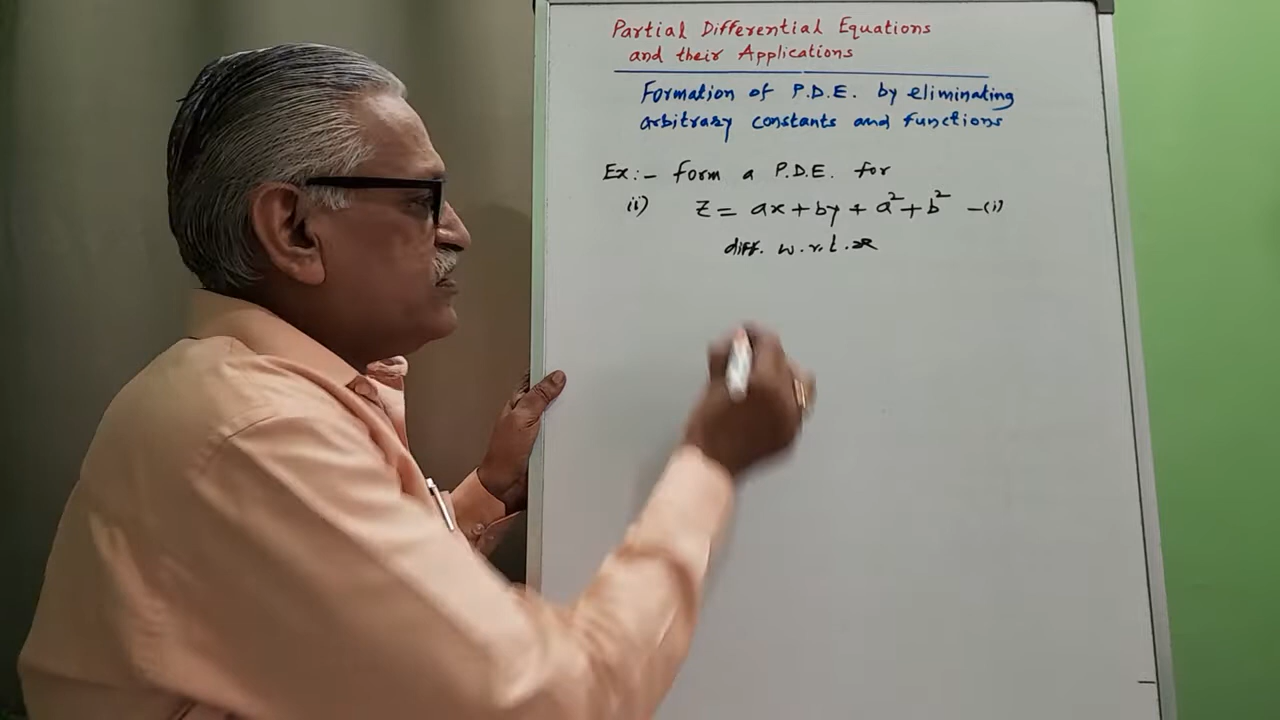 Partial Differential Equations
and their Applications
Formation of P.D.E. by eliminating
arbitrary constants and functions
Ex:- form a P.D.E. for
ii) z = ax + by + a² + b² -(i)
diff. w.r.t. x